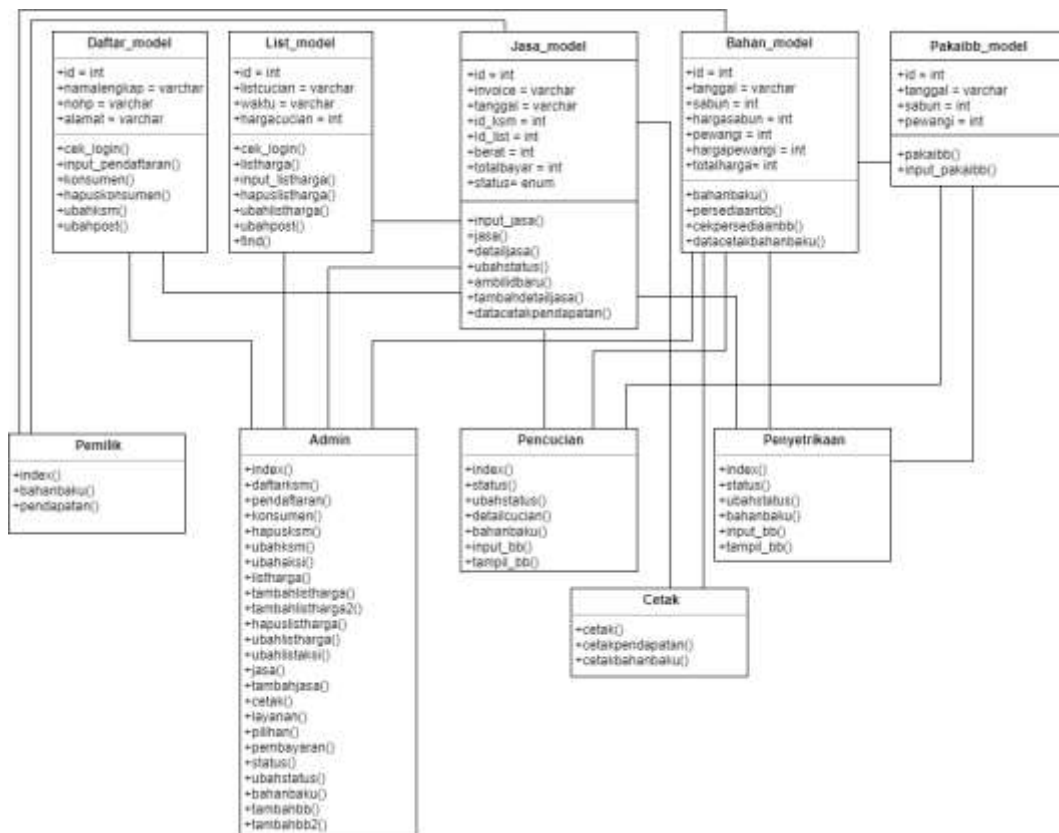 Daftar_model
+id = int
+namalengkap = varchar
+nohp = varchar
+alamat = varchar
+cek_login()
+input_pendaftaran()
+konsumen()
+hapuskonsumen()
+ubahksm()
+ubahpost()
List_model
+id = int
+listcucian = varchar
+waktu = varchar
+hargacucian = int
+cek_login()
+listharga()
+input_listharga()
+hapuslistharga()
+ubahlistharga()
+ubahpost()
+find()
Jasa_model
+id = int
+invoice = varchar
+tanggal = varchar
+id_ksm = int
+id_list = int
+berat = int
+totalbayar = int
+status= enum
+input_jasa()
+jasa()
+detailjasa()
+ubahstatus()
+ambilidbaru()
+tambahdetailjasa()
+datacetakpendapatan()
Bahan_model
+id = int
+tanggal = varchar
+sabun = int
+hargasabun = int
+pewangi = int
+hargapewangi = int
+totalharga= int
+bahanbaku()
+persediaanbb()
+cekpersediaanbb()
+datacetakbahanbaku()
Pakaibb_model
+id = int
+tanggal = varchar
+sabun = int
+pewangi = int
+pakaibb()
+input_pakaibb()
Pemilik
+index()
+bahanbaku()
+pendapatan()
Admin
+index()
+daftarksm()
+pendaftaran()
+konsumen()
+hapusksm()
+ubahksm()
+ubahaksi()
+listharga()
+tambahlistharga()
+tambahlistharga2()
+hapuslistharga()
+ubahlistharga()
+ubahlistaksi()
+jasa()
+tambahjasa()
+cetak()
+layanan()
+pilihan()
+pembayaran()
+status()
+ubahstatus()
+bahanbaku()
+tambahbb()
+tambahbb2()
Pencucian
+index()
+status()
+ubahstatus()
+detailcucian()
+bahanbaku()
+input_bb()
+tampil_bb()
Penyetrikaan
+index()
+status()
+ubahstatus()
+bahanbaku()
+input_bb()
+tampil_bb()
Cetak
+cetak()
+cetakpendapatan()
+cetakbahanbaku()